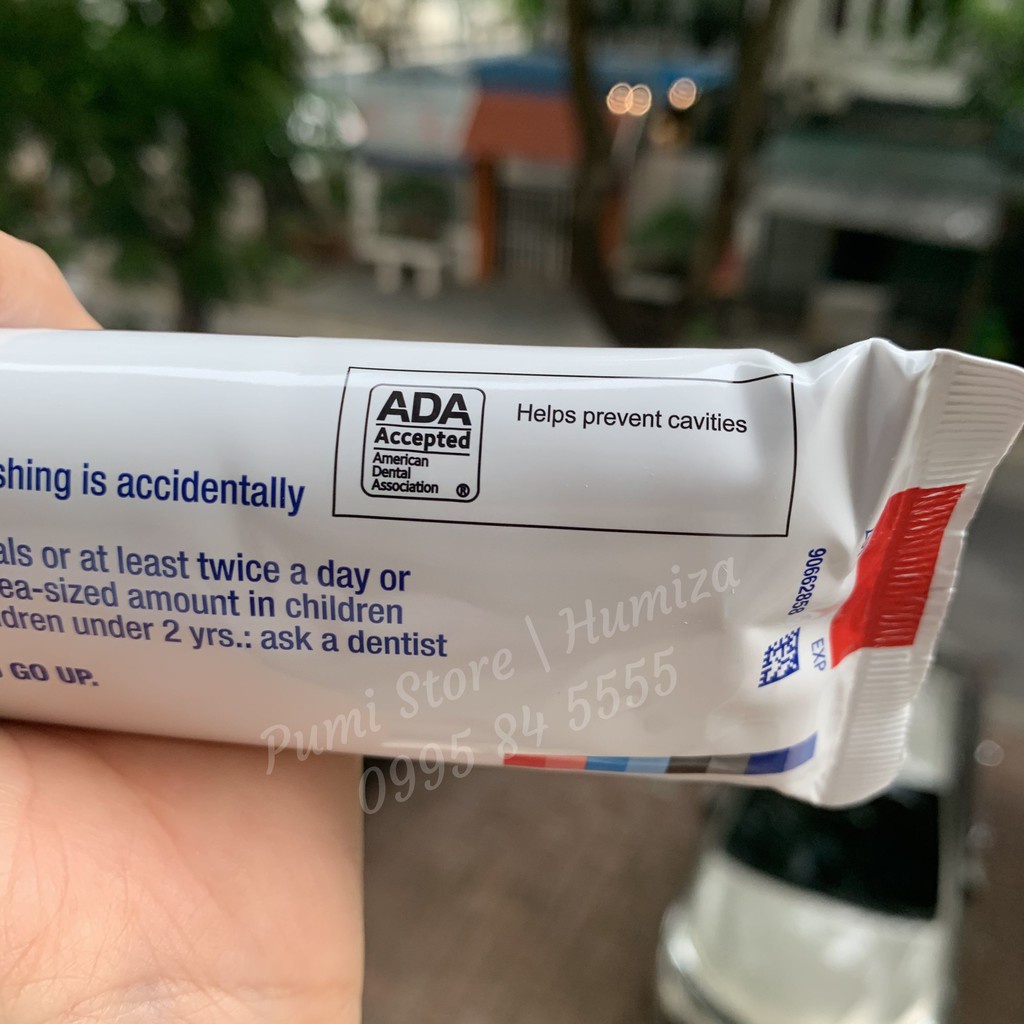 ADA
Accepted
American
Dental
Association ®
Helps prevent cavities
shing is accidentally
als or at least twice a day or
ea-sized amount in children
dren under 2 yrs.: ask a dentist
GO UP.
90662858
EXP
Pumi Store | Humiza
0995 84 5555